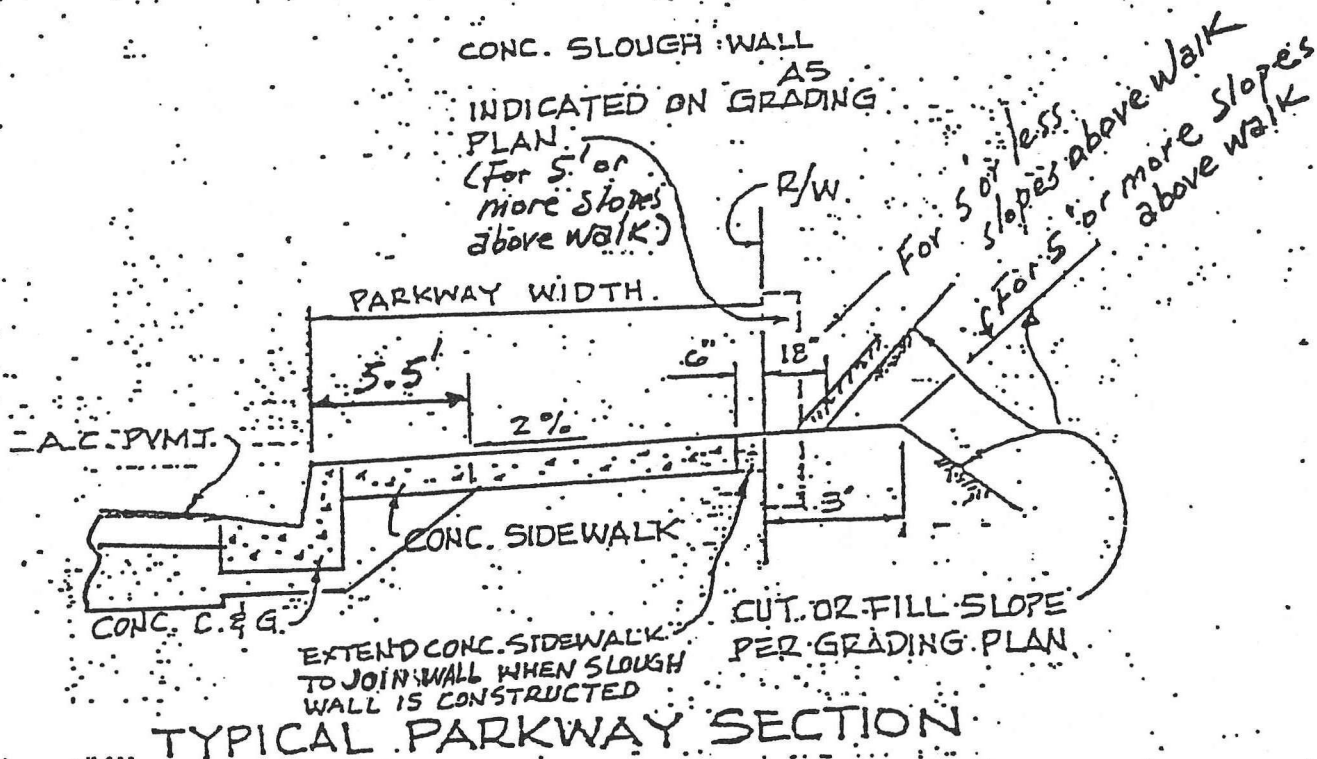 CONC. SLOUGH WALL
AS
INDICATED ON GRADING
PLAN.
(For 5' or
more slopes
above walk)
R/W.
For 5' or less
slopes above walk
For 5' or more slopes
above walk
PARKWAY WIDTH.
6"
18"
5.5'
2%
A.C. PVMT.
3'
CONC. SIDEWALK
CONC. C. & G.
EXTEND CONC. SIDEWALK
TO JOIN WALL WHEN SLOUGH
WALL IS CONSTRUCTED
CUT OR FILL SLOPE
PER GRADING PLAN.
TYPICAL PARKWAY SECTION